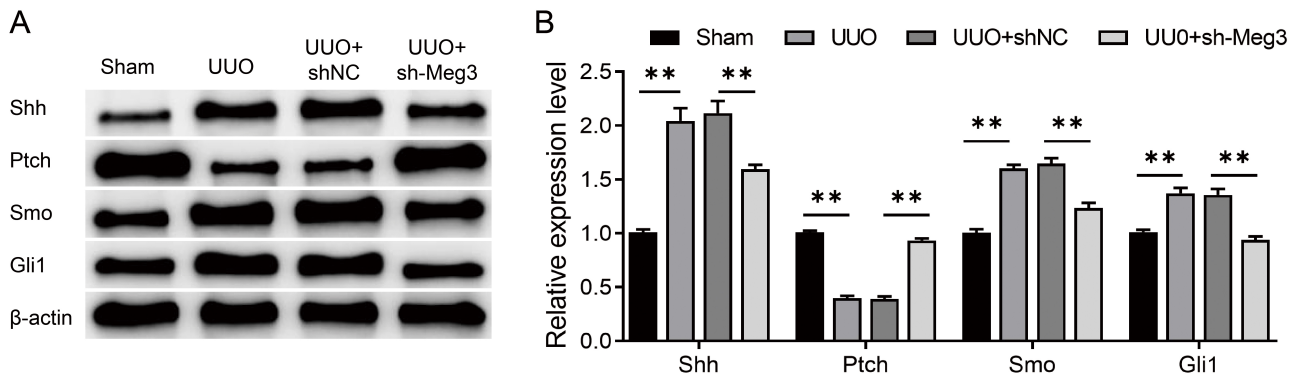 A
Sham
UUO
UUO+
shNC
UUO+
sh-Meg3
Shh
Ptch
Smo
Gli1
β-actin
B
Sham
UUO
UUO+shNC
UU0+sh-Meg3
Relative expression level
2.5
2.0
1.5
1.0
0.5
0.0
** **
** **
** **
** **
Shh
Ptch
Smo
Gli1